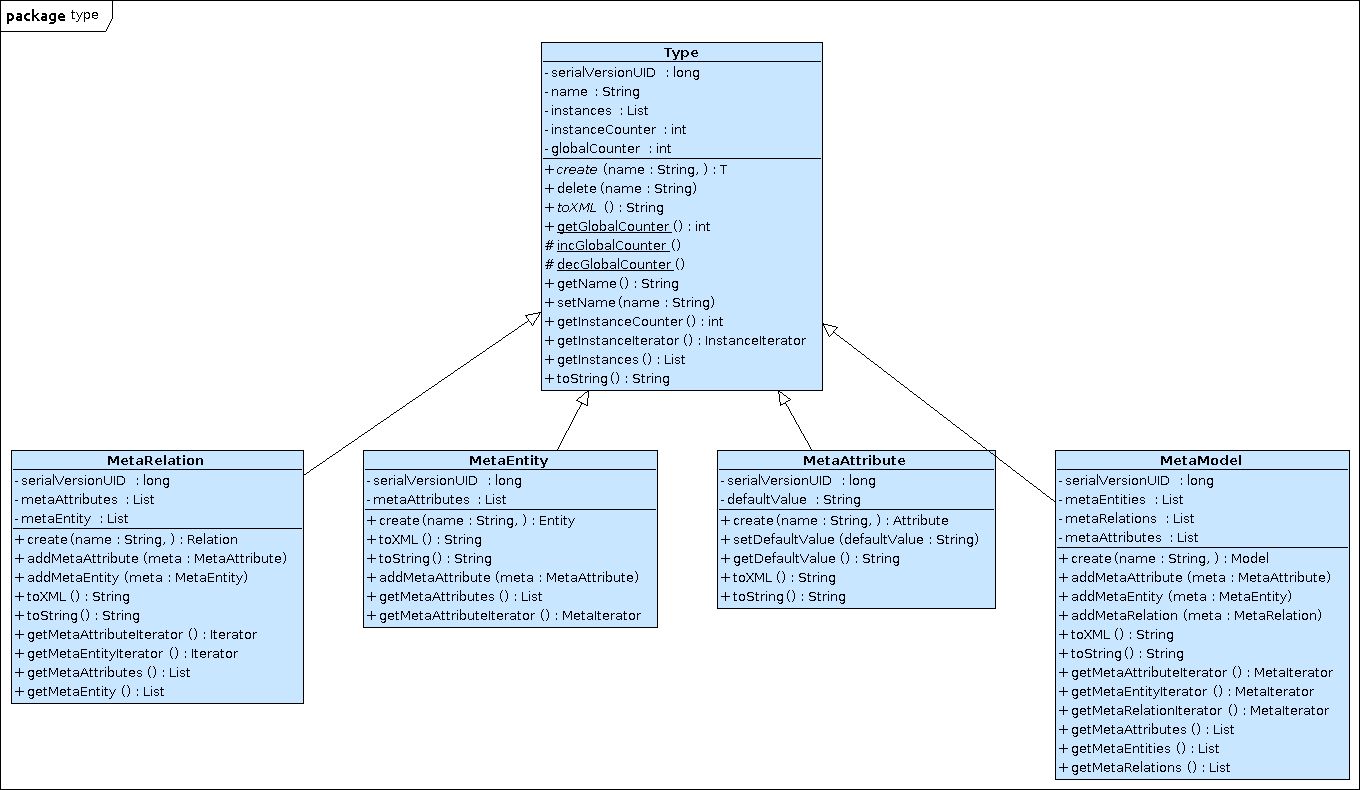 package type
Type
- serialVersionUID : long
- name : String
- instances : List
- instanceCounter : int
- globalCounter : int
+ create (name : String, ) : T
+ delete (name : String)
+ toXML () : String
+ getGlobalCounter () : int
# incGlobalCounter ()
# decGlobalCounter ()
+ getName () : String
+ setName (name : String)
+ getInstanceCounter () : int
+ getInstanceIterator () : InstanceIterator
+ getInstances () : List
+ toString () : String
MetaRelation
- serialVersionUID : long
- metaAttributes : List
- metaEntity : List
+ create (name : String, ) : Relation
+ addMetaAttribute (meta : MetaAttribute)
+ addMetaEntity (meta : MetaEntity)
+ toXML () : String
+ toString () : String
+ getMetaAttributeIterator () : Iterator
+ getMetaEntityIterator () : Iterator
+ getMetaAttributes () : List
+ getMetaEntity () : List
MetaEntity
- serialVersionUID : long
- metaAttributes : List
+ create (name : String, ) : Entity
+ toXML () : String
+ toString () : String
+ addMetaAttribute (meta : MetaAttribute)
+ getMetaAttributes () : List
+ getMetaAttributeIterator () : MetaIterator
MetaAttribute
- serialVersionUID : long
- defaultValue : String
+ create (name : String, ) : Attribute
+ setDefaultValue (defaultValue : String)
+ getDefaultValue () : String
+ toXML () : String
+ toString () : String
MetaModel
- serialVersionUID : long
- metaEntities : List
- metaRelations : List
- metaAttributes : List
+ create (name : String, ) : Model
+ addMetaAttribute (meta : MetaAttribute)
+ addMetaEntity (meta : MetaEntity)
+ addMetaRelation (meta : MetaRelation)
+ toXML () : String
+ toString () : String
+ getMetaAttributeIterator () : MetaIterator
+ getMetaEntityIterator () : MetaIterator
+ getMetaRelationIterator () : MetaIterator
+ getMetaAttributes () : List
+ getMetaEntities () : List
+ getMetaRelations () : List